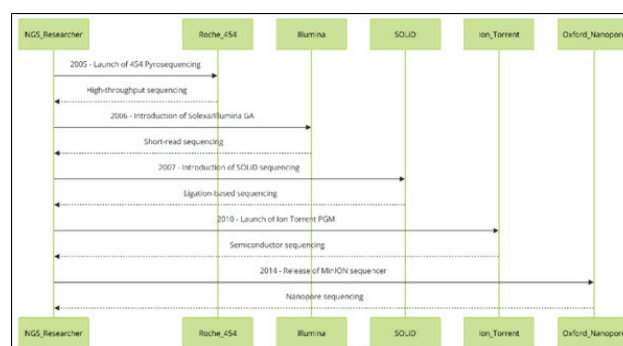 NGS_Researcher Roche_454 Illumina SOLiD Ion_Torrent Oxford_Nanopore
2005 - Launch of 454 Pyrosequencing
High-throughput sequencing
2006 - Introduction of Solexa/Illumina GA
Short-read sequencing
2007 - Introduction of SOLiD sequencing
Ligation-based sequencing
2010 - Launch of Ion Torrent PGM
Semiconductor sequencing
2014 - Release of MinION sequencer
Nanopore sequencing
NGS_Researcher Roche_454 Illumina SOLiD Ion_Torrent Oxford_Nanopore